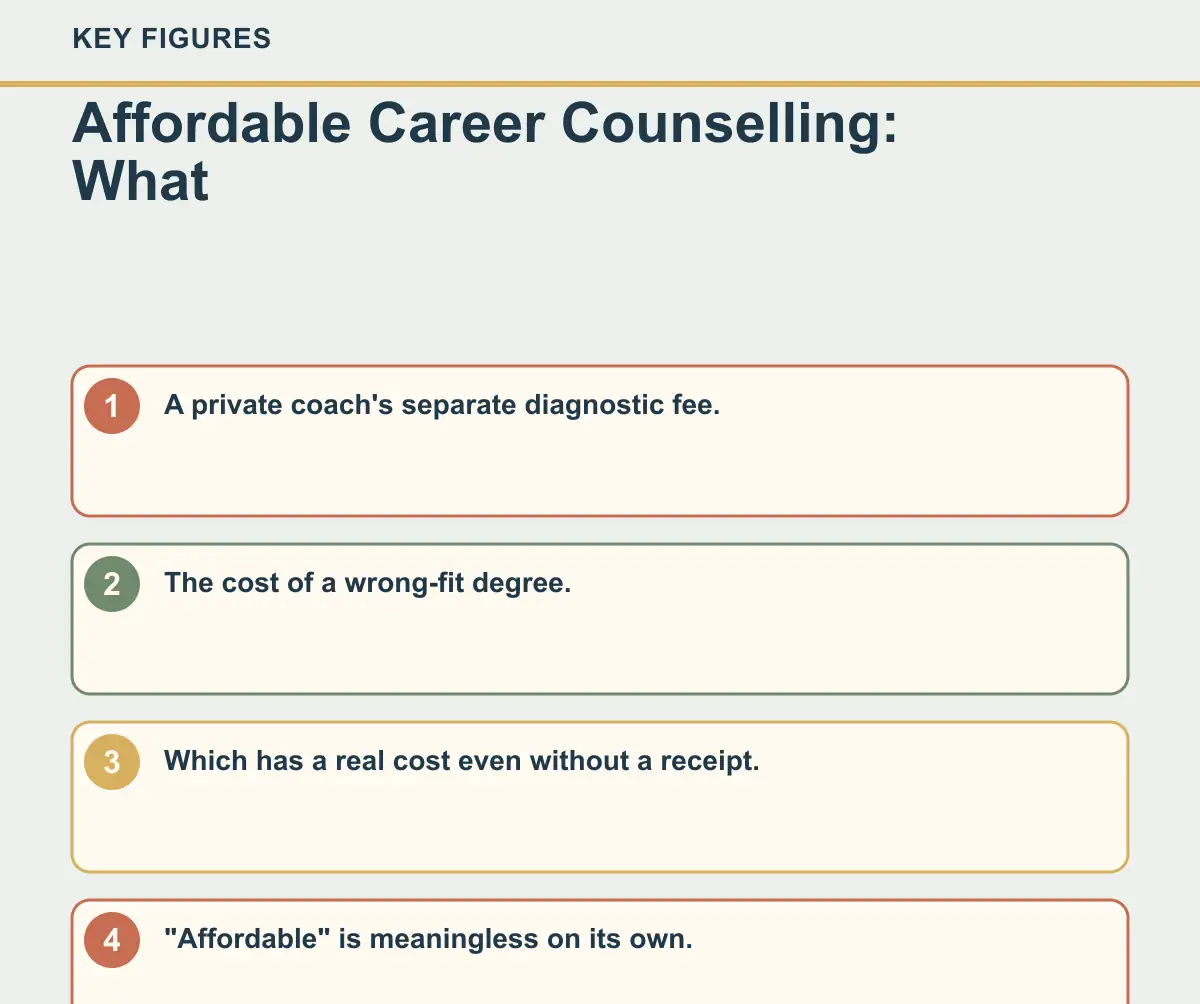 KEY FIGURES
Affordable Career Counselling:
What
1 A private coach's separate diagnostic fee.
2 The cost of a wrong-fit degree.
3 Which has a real cost even without a receipt.
4 "Affordable" is meaningless on its own.